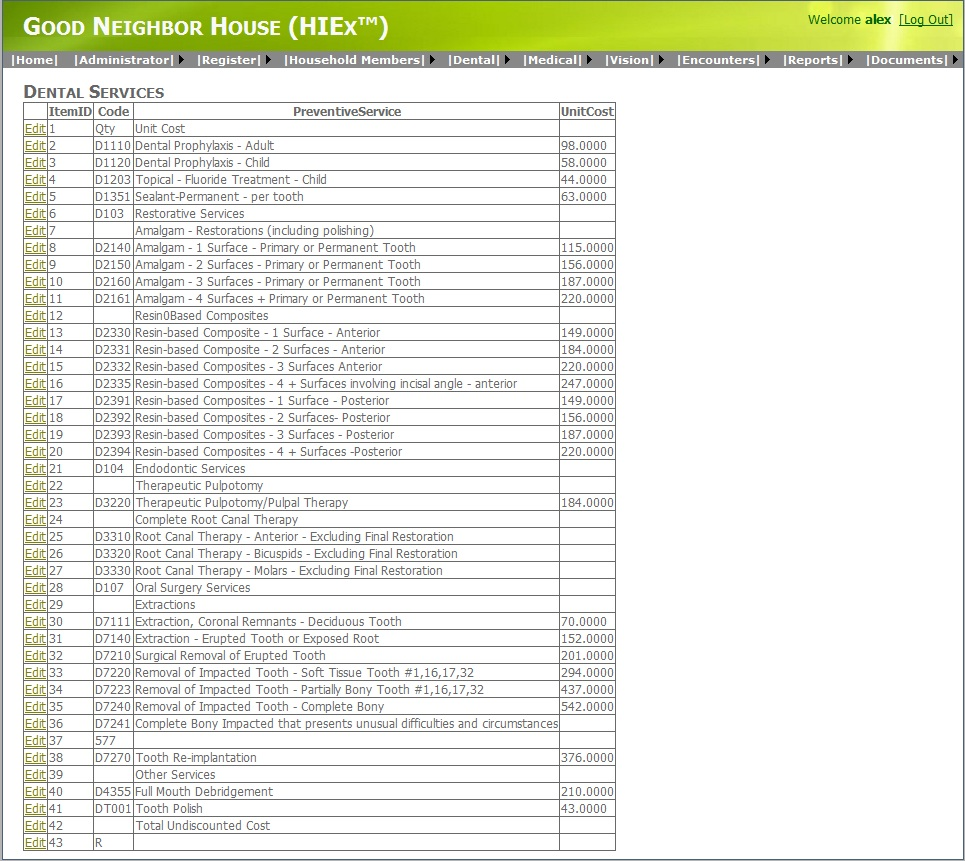 GOOD NEIGHBOR HOUSE (HIEX™)
Welcome alex [Log Out]
|Home| |Administrator| |Register| |Household Members| |Dental| |Medical| |Vision| |Encounters| |Reports| |Documents|
DENTAL SERVICES
ItemID Code PreventiveService UnitCost
Edit 1 Qty Unit Cost
Edit 2 D1110 Dental Prophylaxis - Adult 98.0000
Edit 3 D1120 Dental Prophylaxis - Child 58.0000
Edit 4 D1203 Topical - Fluoride Treatment - Child 44.0000
Edit 5 D1351 Sealant-Permanent - per tooth 63.0000
Edit 6 D103 Restorative Services
Edit 7 Amalgam - Restorations (including polishing)
Edit 8 D2140 Amalgam - 1 Surface - Primary or Permanent Tooth 115.0000
Edit 9 D2150 Amalgam - 2 Surfaces - Primary or Permanent Tooth 156.0000
Edit 10 D2160 Amalgam - 3 Surfaces - Primary or Permanent Tooth 187.0000
Edit 11 D2161 Amalgam - 4 Surfaces + Primary or Permanent Tooth 220.0000
Edit 12 Resin0Based Composites
Edit 13 D2330 Resin-based Composite - 1 Surface - Anterior 149.0000
Edit 14 D2331 Resin-based Composite - 2 Surfaces - Anterior 184.0000
Edit 15 D2332 Resin-based Composites - 3 Surfaces Anterior 220.0000
Edit 16 D2335 Resin-based Composites - 4 + Surfaces involving incisal angle - anterior 247.0000
Edit 17 D2391 Resin-based Composites - 1 Surface - Posterior 149.0000
Edit 18 D2392 Resin-based Composites - 2 Surfaces- Posterior 156.0000
Edit 19 D2393 Resin-based Composites - 3 Surfaces - Posterior 187.0000
Edit 20 D2394 Resin-based Composites - 4 + Surfaces -Posterior 220.0000
Edit 21 D104 Endodontic Services
Edit 22 Therapeutic Pulpotomy
Edit 23 D3220 Therapeutic Pulpotomy/Pulpal Therapy 184.0000
Edit 24 Complete Root Canal Therapy
Edit 25 D3310 Root Canal Therapy - Anterior - Excluding Final Restoration
Edit 26 D3320 Root Canal Therapy - Bicuspids - Excluding Final Restoration
Edit 27 D3330 Root Canal Therapy - Molars - Excluding Final Restoration
Edit 28 D107 Oral Surgery Services
Edit 29 Extractions
Edit 30 D7111 Extraction, Coronal Remnants - Deciduous Tooth 70.0000
Edit 31 D7140 Extraction - Erupted Tooth or Exposed Root 152.0000
Edit 32 D7210 Surgical Removal of Erupted Tooth 201.0000
Edit 33 D7220 Removal of Impacted Tooth - Soft Tissue Tooth #1,16,17,32 294.0000
Edit 34 D7223 Removal of Impacted Tooth - Partially Bony Tooth #1,16,17,32 437.0000
Edit 35 D7240 Removal of Impacted Tooth - Complete Bony 542.0000
Edit 36 D7241 Complete Bony Impacted that presents unusual difficulties and circumstances
Edit 37 577
Edit 38 D7270 Tooth Re-implantation 376.0000
Edit 39 Other Services
Edit 40 D4355 Full Mouth Debridgement 210.0000
Edit 41 DT001 Tooth Polish 43.0000
Edit 42 Total Undiscounted Cost
Edit 43 R